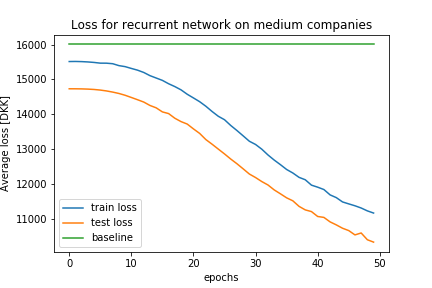 Loss for recurrent network on medium companies
Average loss [DKK]
16000
15000
14000
13000
12000
11000
train loss
test loss
baseline
0 10 20 30 40 50
epochs